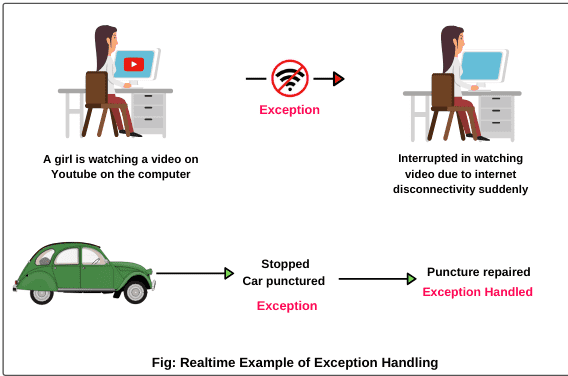 Exception
A girl is watching a video on
Youtube on the computer
Interrupted in watching
video due to internet
disconnectivity suddenly
Stopped
Car punctured
Exception
Puncture repaired
Exception Handled
Fig: Realtime Example of Exception Handling